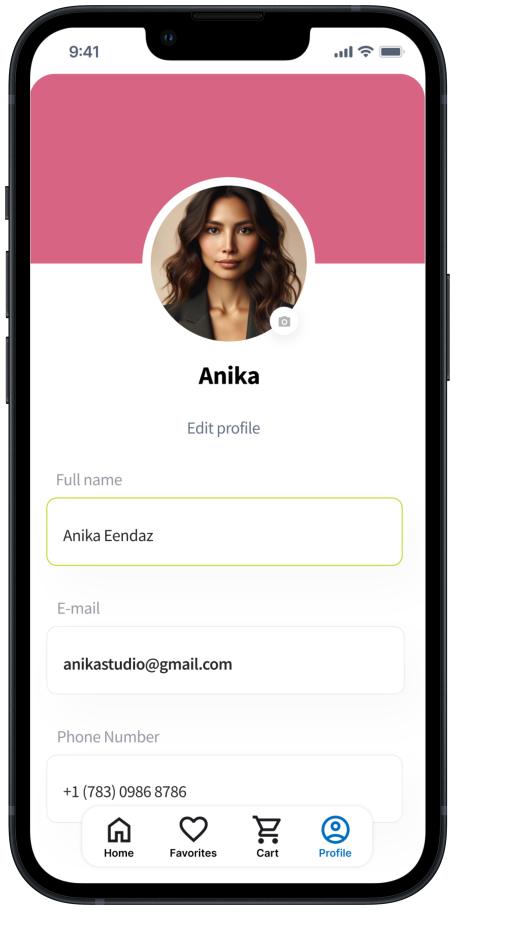 9:41
Anika
Edit profile
Full name
Anika Eendaz
E-mail
anikastudio@gmail.com
Phone Number
+1 (783) 0986 8786
Home Favorites Cart Profile